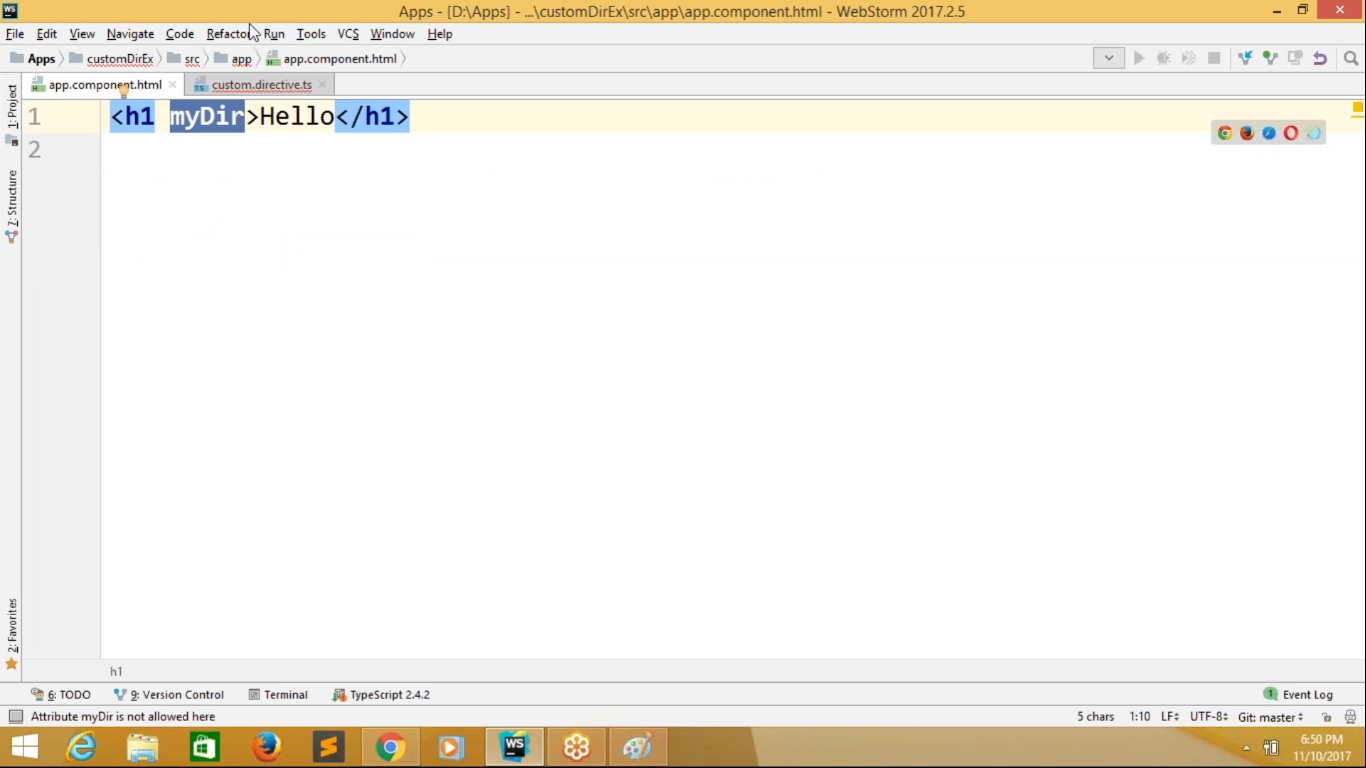 WS Apps - [D:\Apps] - ...\customDirEx\src\app\app.component.html - WebStorm 2017.2.5
File Edit View Navigate Code Refactor Run Tools VCS Window Help
Apps customDirEx src app app.component.html
app.component.html custom.directive.ts
1: Project
1 <h1 myDir>Hello</h1>
2
7: Structure
2: Favorites
h1
6: TODO 9: Version Control Terminal TypeScript 2.4.2 1 Event Log
Attribute myDir is not allowed here 5 chars 1:10 LF UTF-8 Git: master
WS 6:50 PM
11/10/2017